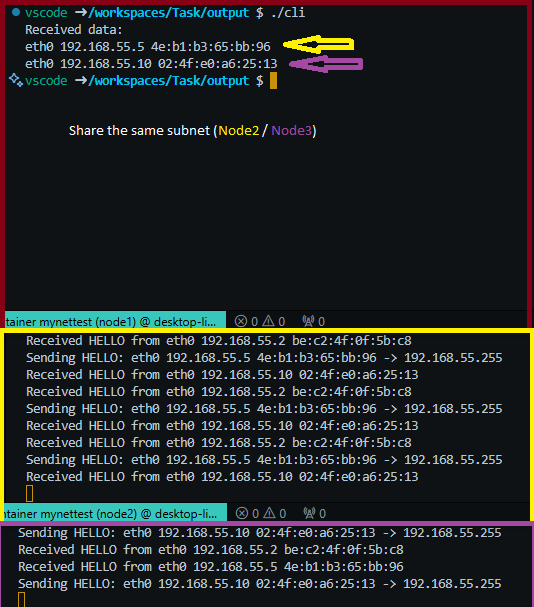 vscode ➜/workspaces/Task/output $ ./cli
Received data:
eth0 192.168.55.5 4e:b1:b3:65:bb:96
eth0 192.168.55.10 02:4f:e0:a6:25:13
vscode ➜/workspaces/Task/output $
Share the same subnet (Node2 / Node3)
tainer mynettest (node1) @ desktop-li... 0 0 0
Received HELLO from eth0 192.168.55.2 be:c2:4f:0f:5b:c8
Sending HELLO: eth0 192.168.55.5 4e:b1:b3:65:bb:96 -> 192.168.55.255
Received HELLO from eth0 192.168.55.10 02:4f:e0:a6:25:13
Received HELLO from eth0 192.168.55.2 be:c2:4f:0f:5b:c8
Sending HELLO: eth0 192.168.55.5 4e:b1:b3:65:bb:96 -> 192.168.55.255
Received HELLO from eth0 192.168.55.10 02:4f:e0:a6:25:13
Received HELLO from eth0 192.168.55.2 be:c2:4f:0f:5b:c8
Sending HELLO: eth0 192.168.55.5 4e:b1:b3:65:bb:96 -> 192.168.55.255
Received HELLO from eth0 192.168.55.10 02:4f:e0:a6:25:13
tainer mynettest (node2) @ desktop-li... 0 0 0
Sending HELLO: eth0 192.168.55.10 02:4f:e0:a6:25:13 -> 192.168.55.255
Received HELLO from eth0 192.168.55.2 be:c2:4f:0f:5b:c8
Received HELLO from eth0 192.168.55.5 4e:b1:b3:65:bb:96
Sending HELLO: eth0 192.168.55.10 02:4f:e0:a6:25:13 -> 192.168.55.255